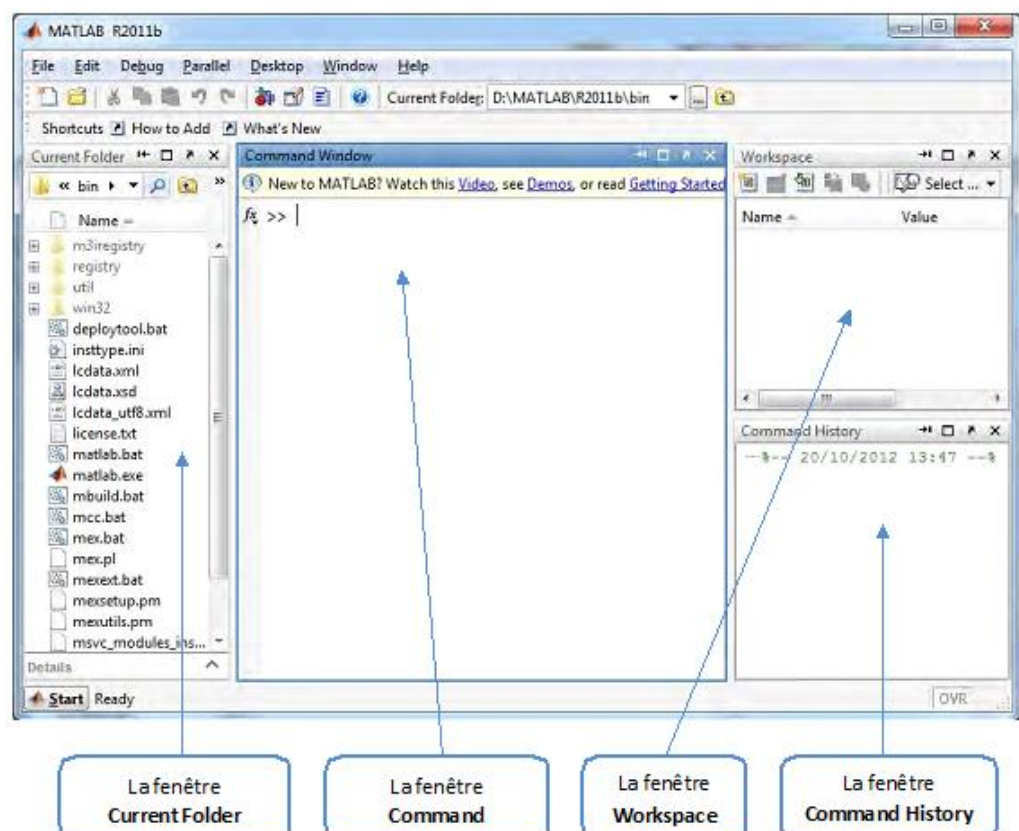 MATLAB R2011b
File Edit Debug Parallel Desktop Window Help
Current Folder: D:\MATLAB\R2011b\bin
Shortcuts How to Add What's New
Current Folder
« bin
Name
m3iregistry
registry
util
win32
deploytool.bat
insttype.ini
lcdata.xml
lcdata.xsd
lcdata_utf8.xml
license.txt
matlab.bat
matlab.exe
mbuild.bat
mcc.bat
mex.bat
mex.pl
mexext.bat
mexsetup.pm
mexutils.pm
msvc_modules_ins...
Details
Command Window
New to MATLAB? Watch this Video, see Demos, or read Getting Started
fx >>
Workspace
Select ...
Name Value
Command History
--%-- 20/10/2012 13:47 --%
Start Ready
OVR
La fenêtre
Current Folder
La fenêtre
Command
La fenêtre
Workspace
La fenêtre
Command History